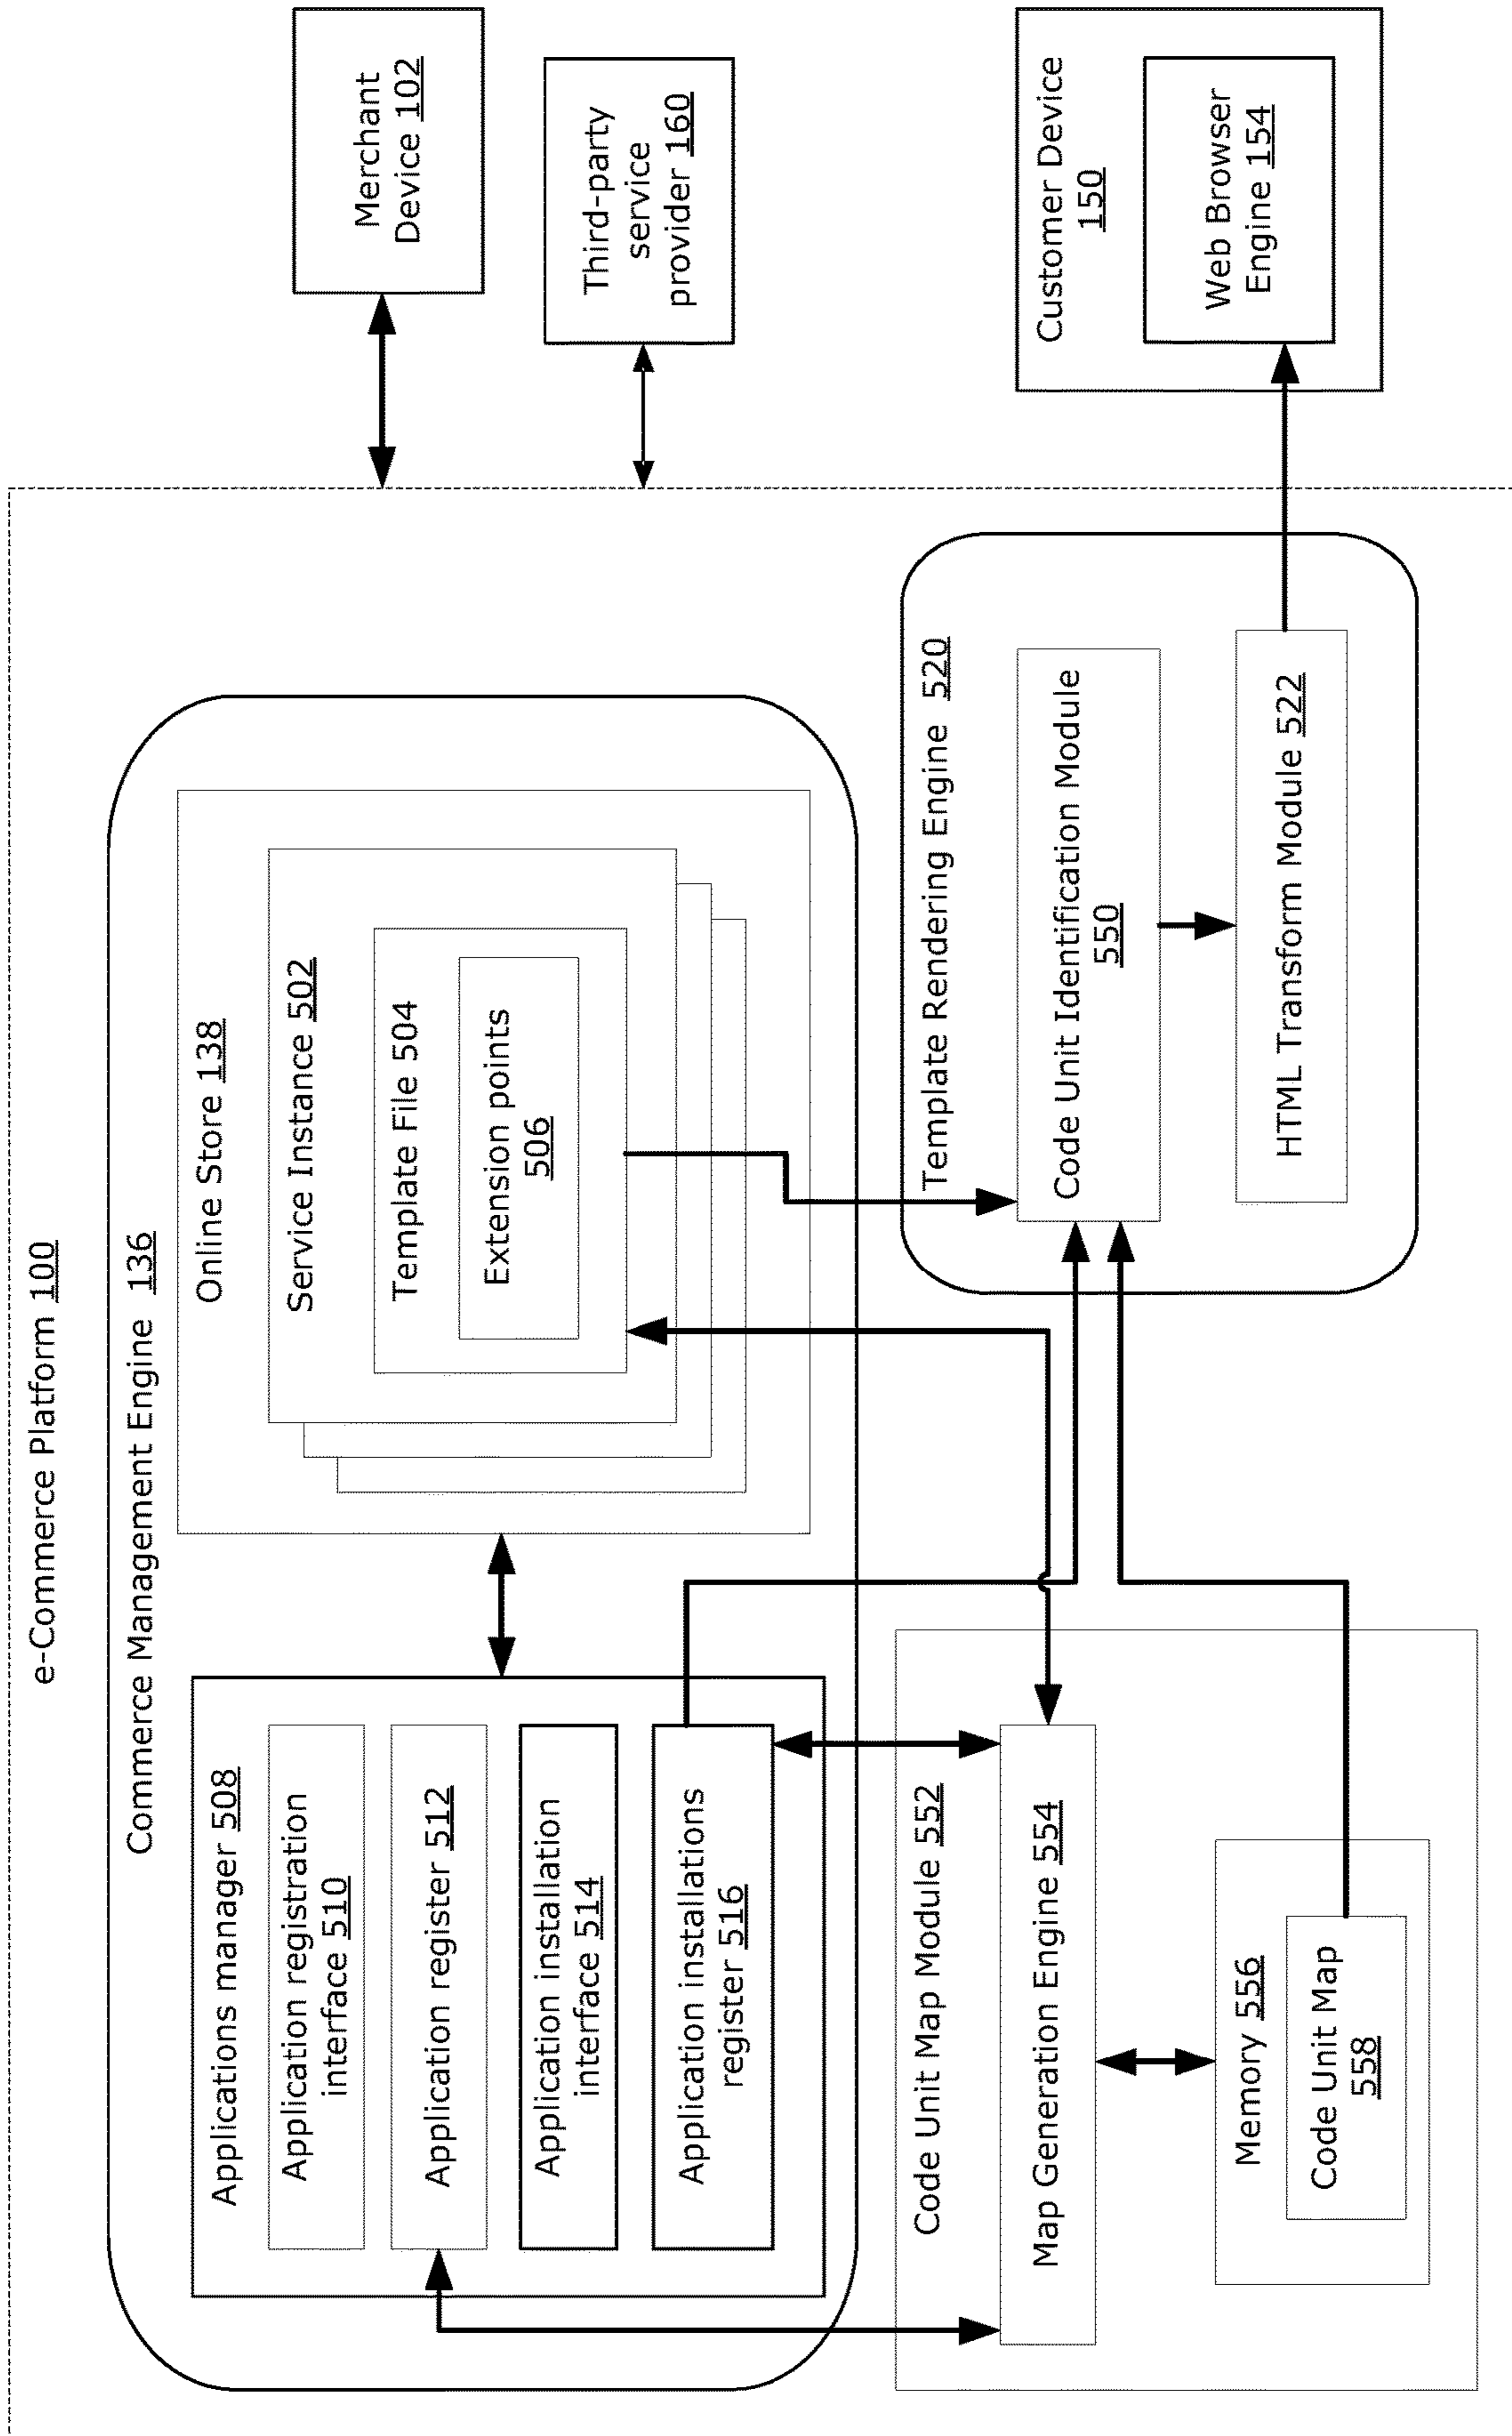 e-Commerce Platform 100
Commerce Management Engine 136
Applications manager 508
Application registration
interface 510
Application register 512
Application installation
interface 514
Application installations
register 516
Online Store 138
Service Instance 502
Template File 504
Extension points
506
Code Unit Map Module 552
Map Generation Engine 554
Memory 556
Code Unit Map
558
Template Rendering Engine 520
Code Unit Identification Module
550
HTML Transform Module 522
Merchant
Device 102
Third-party
service
provider 160
Customer Device
150
Web Browser
Engine 154